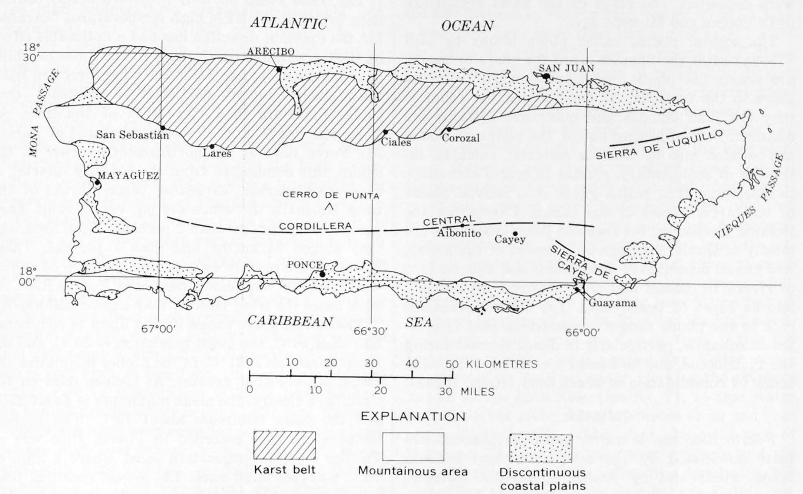 ATLANTIC OCEAN
18°
30'
ARECIBO
SAN JUAN
MONA PASSAGE
San Sebastián
Lares
Ciales
Corozal
SIERRA DE LUQUILLO
MAYAGÜEZ
CERRO DE PUNTA
VIEQUES PASSAGE
CORDILLERA CENTRAL
Aibonito
Cayey
SIERRA DE
CAYEY
18°
00'
PONCE
Guayama
67°00'
CARIBBEAN SEA
66°30'
66°00'
0 10 20 30 40 50 KILOMETRES
0 10 20 30 MILES
EXPLANATION
Karst belt
Mountainous area
Discontinuous
coastal plains